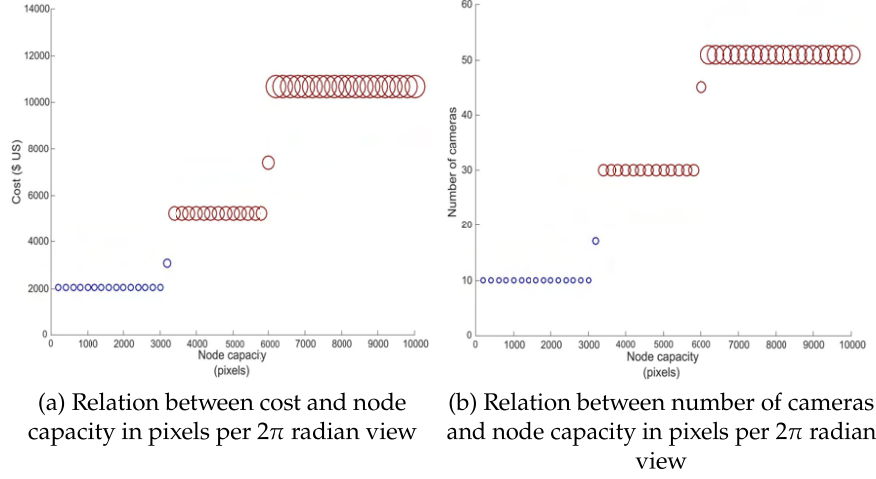 14000
12000
10000
8000
6000
4000
2000
0
Cost ($ US)
0 1000 2000 3000 4000 5000 6000 7000 8000 9000 10000
Node capaciy
(pixels)
(a) Relation between cost and node
capacity in pixels per 2π radian view
60
50
40
30
20
10
0
Number of cameras
0 1000 2000 3000 4000 5000 6000 7000 8000 9000 10000
Node capacity
(pixels)
(b) Relation between number of cameras
and node capacity in pixels per 2π radian
view